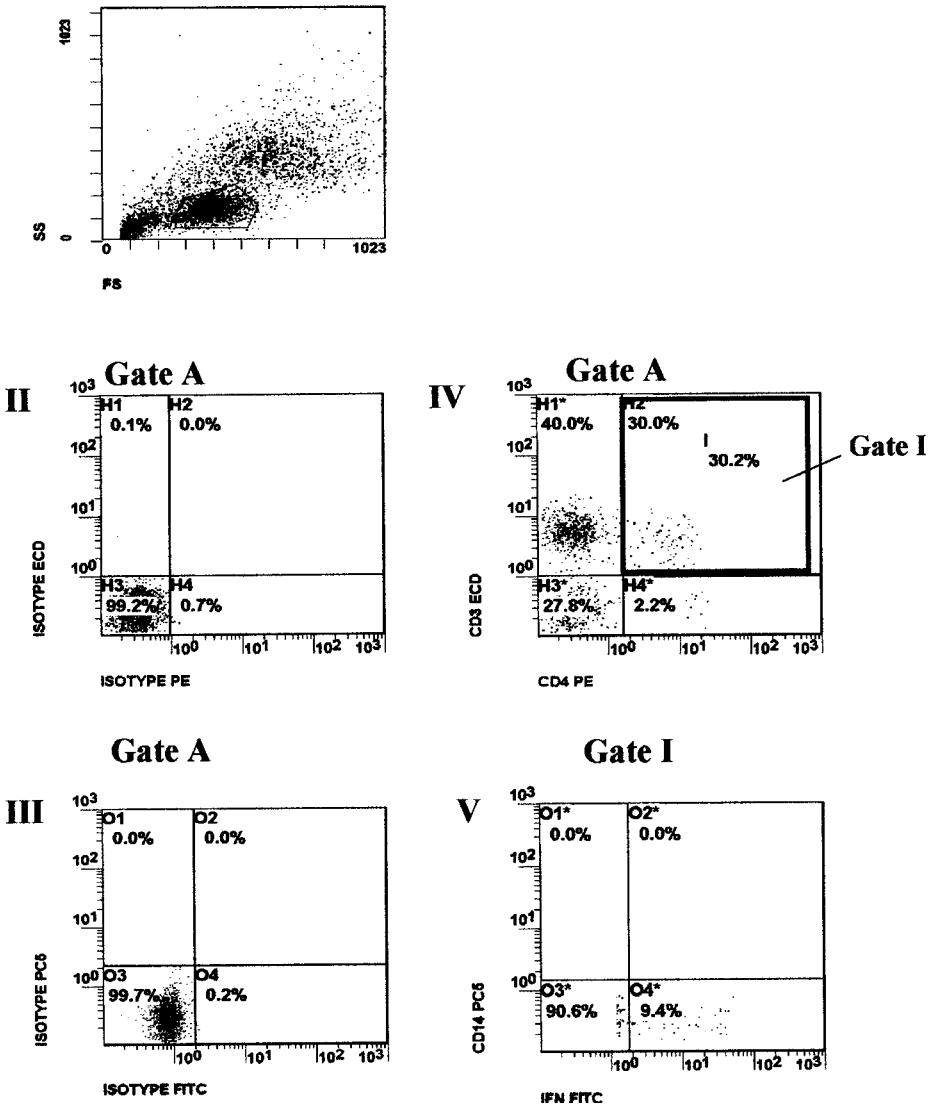 1023
SS
0
0 1023
FS
II
Gate A
10³
H1 H2
0.1% 0.0%
10²
10¹
10⁰
H3 H4
99.2% 0.7%
ISOTYPE ECD
10⁰ 10¹ 10² 10³
ISOTYPE PE
IV
Gate A
10³
H1* H2
40.0% 30.0%
I
30.2%
Gate I
10²
10¹
10⁰
H3* H4*
27.8% 2.2%
CD3 ECD
10⁰ 10¹ 10² 10³
CD4 PE
III
Gate A
10³
O1 O2
0.0% 0.0%
10²
10¹
10⁰
O3 O4
99.7% 0.2%
ISOTYPE PC5
10⁰ 10¹ 10² 10³
ISOTYPE FITC
V
Gate I
10³
O1* O2*
0.0% 0.0%
10²
10¹
10⁰
O3* O4*
90.6% 9.4%
CD14 PC5
10⁰ 10¹ 10² 10³
IFN FITC